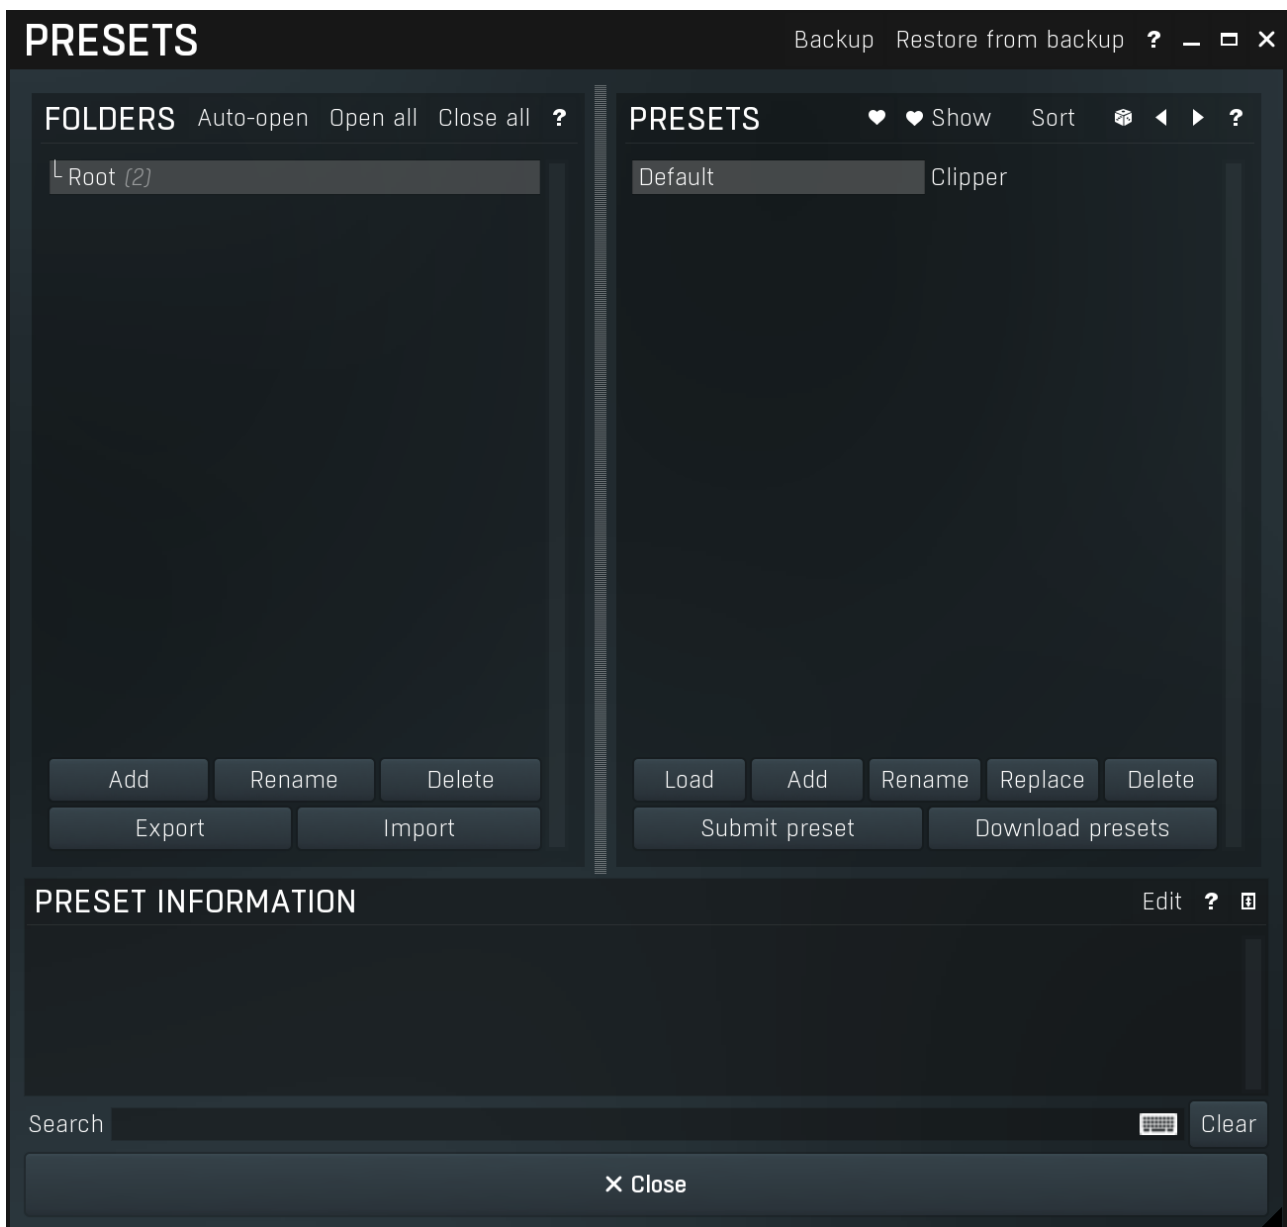 PRESETS Backup Restore from backup ?
FOLDERS Auto-open Open all Close all ?
Root (2)
Add Rename Delete
Export Import
PRESETS Show Sort ?
Default Clipper
Load Add Rename Replace Delete
Submit preset Download presets
PRESET INFORMATION Edit ?
Search Clear
Close